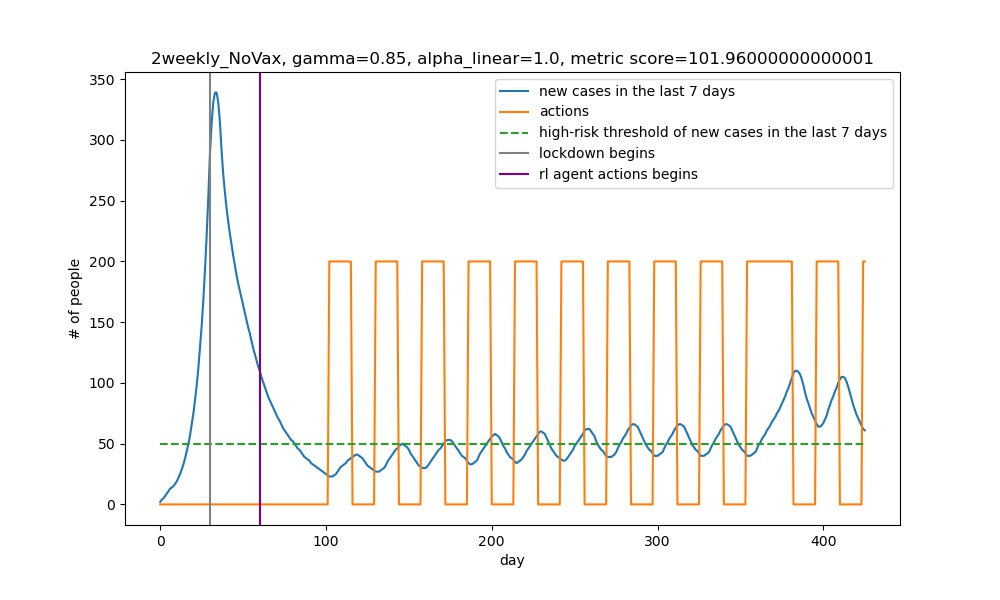 2weekly_NoVax, gamma=0.85, alpha_linear=1.0, metric score=101.96000000000001
new cases in the last 7 days
actions
high-risk threshold of new cases in the last 7 days
lockdown begins
rl agent actions begins
# of people
350
300
250
200
150
100
50
0
0 100 200 300 400
day